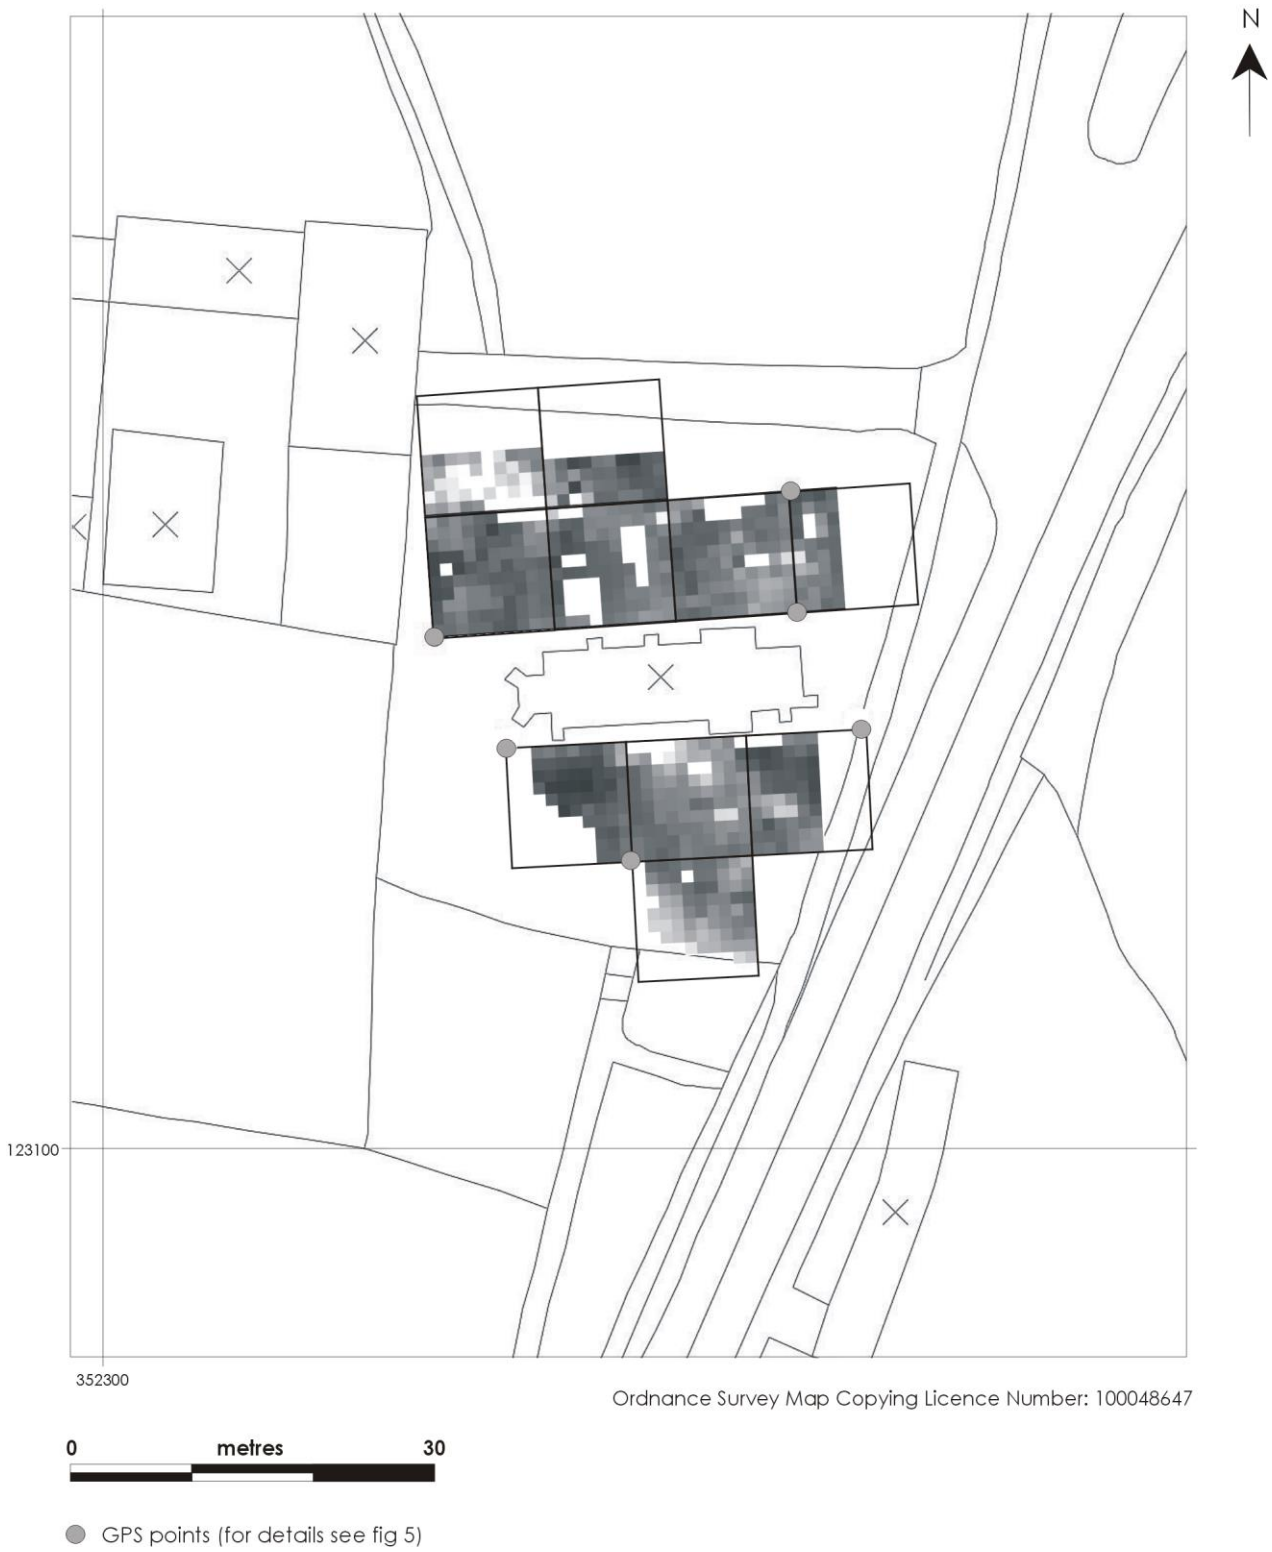 N
123100
352300
Ordnance Survey Map Copying Licence Number: 100048647
0 metres 30
GPS points (for details see fig 5)